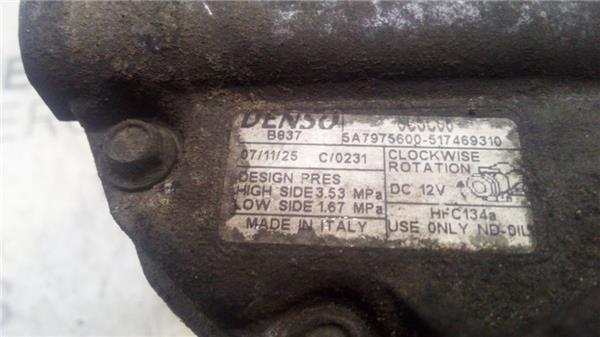 DENSO
B037 5A7975600-517469310
07/11/25 C/0231 CLOCKWISE
ROTATION
DESIGN PRES
HIGH SIDE 3.53 MPa DC 12V
LOW SIDE 1.67 MPa HFC134a
MADE IN ITALY USE ONLY ND-OIL